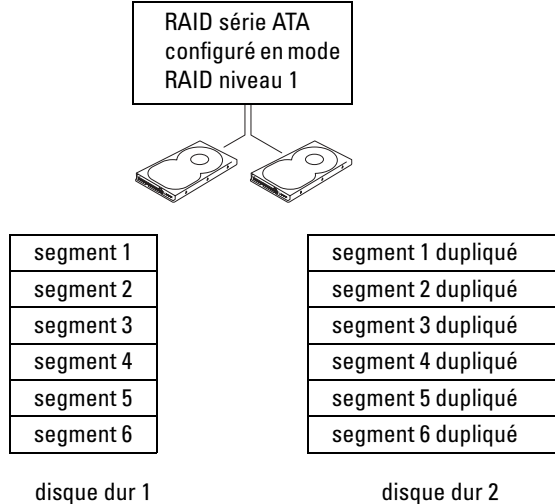 RAID série ATA
configuré en mode
RAID niveau 1
segment 1
segment 2
segment 3
segment 4
segment 5
segment 6
disque dur 1
segment 1 dupliqué
segment 2 dupliqué
segment 3 dupliqué
segment 4 dupliqué
segment 5 dupliqué
segment 6 dupliqué
disque dur 2